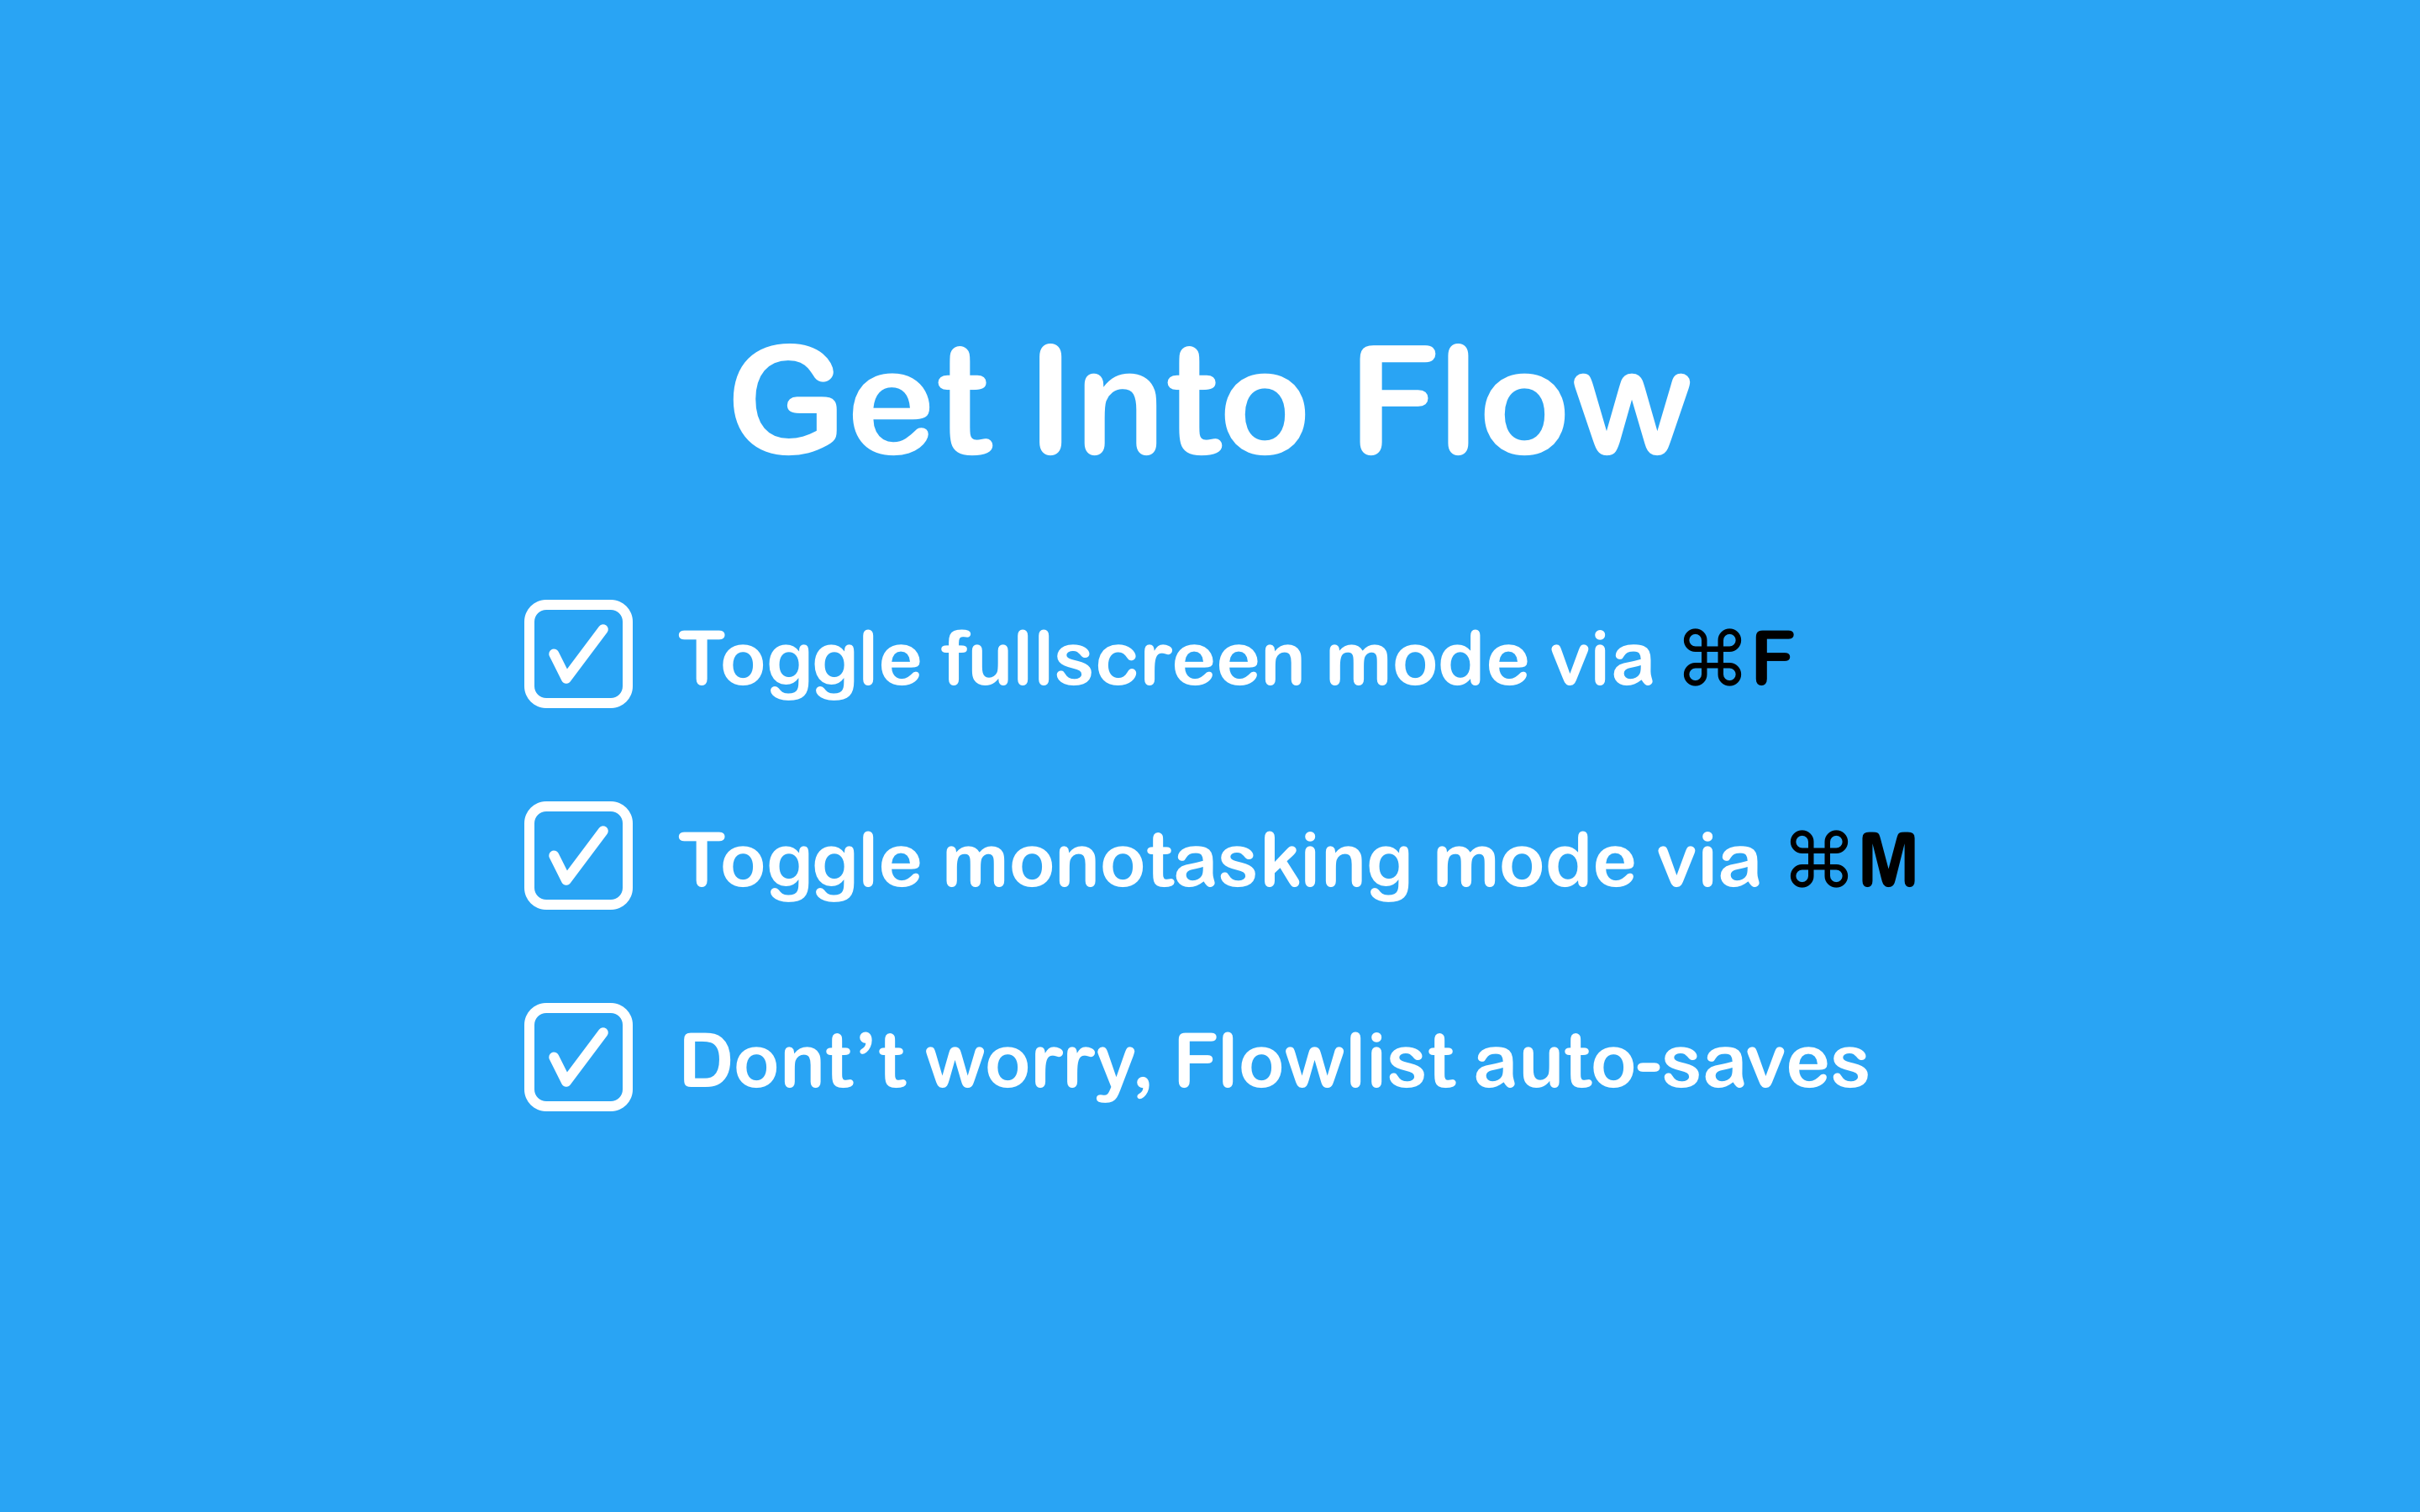 Get Into Flow
Toggle fullscreen mode via ⌘F
Toggle monotasking mode via ⌘M
Dont’t worry, Flowlist auto-saves